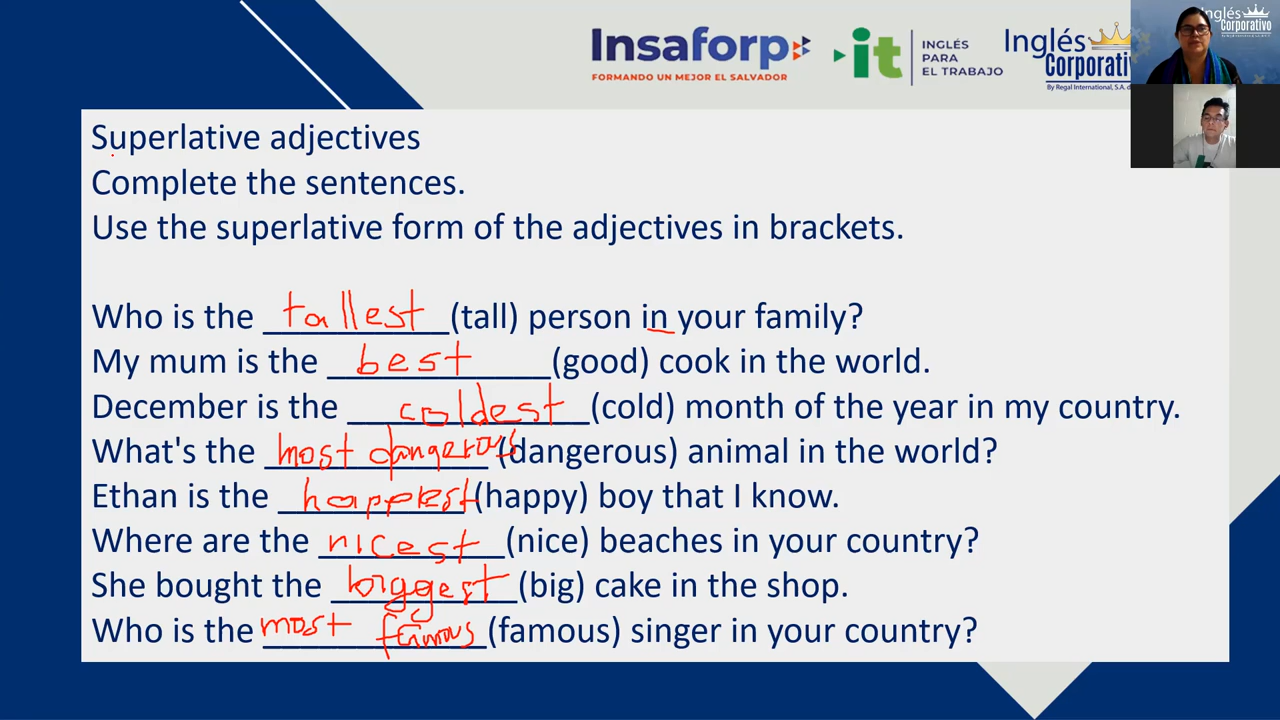 Insaforp
FORMANDO UN MEJOR EL SALVADOR
it
INGLÉS
PARA
EL TRABAJO
Inglés
Corporativo
By Regal International, S.A. d
Inglés
Corporativo
Superlative adjectives
Complete the sentences.
Use the superlative form of the adjectives in brackets.
Who is the tallest (tall) person in your family?
My mum is the best (good) cook in the world.
December is the coldest (cold) month of the year in my country.
What's the most dangerous (dangerous) animal in the world?
Ethan is the (happy) boy that I know.
Where are the nicest (nice) beaches in your country?
She bought the biggest (big) cake in the shop.
Who is the most famous (famous) singer in your country?